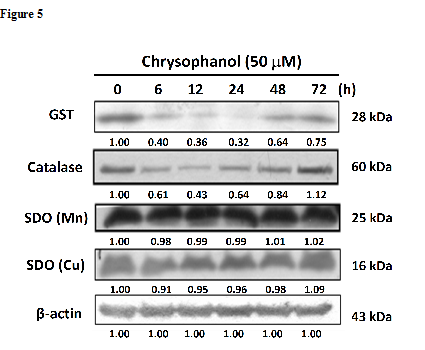 Figure 5
Chrysophanol (50 μM)
0 6 12 24 48 72 (h)
GST 28 kDa
1.00 0.40 0.36 0.32 0.64 0.75
Catalase 60 kDa
1.00 0.61 0.43 0.64 0.84 1.12
SDO (Mn) 25 kDa
1.00 0.98 0.99 0.99 1.01 1.02
SDO (Cu) 16 kDa
1.00 0.91 0.95 0.96 0.98 1.09
β-actin 43 kDa
1.00 1.00 1.00 1.00 1.00 1.00